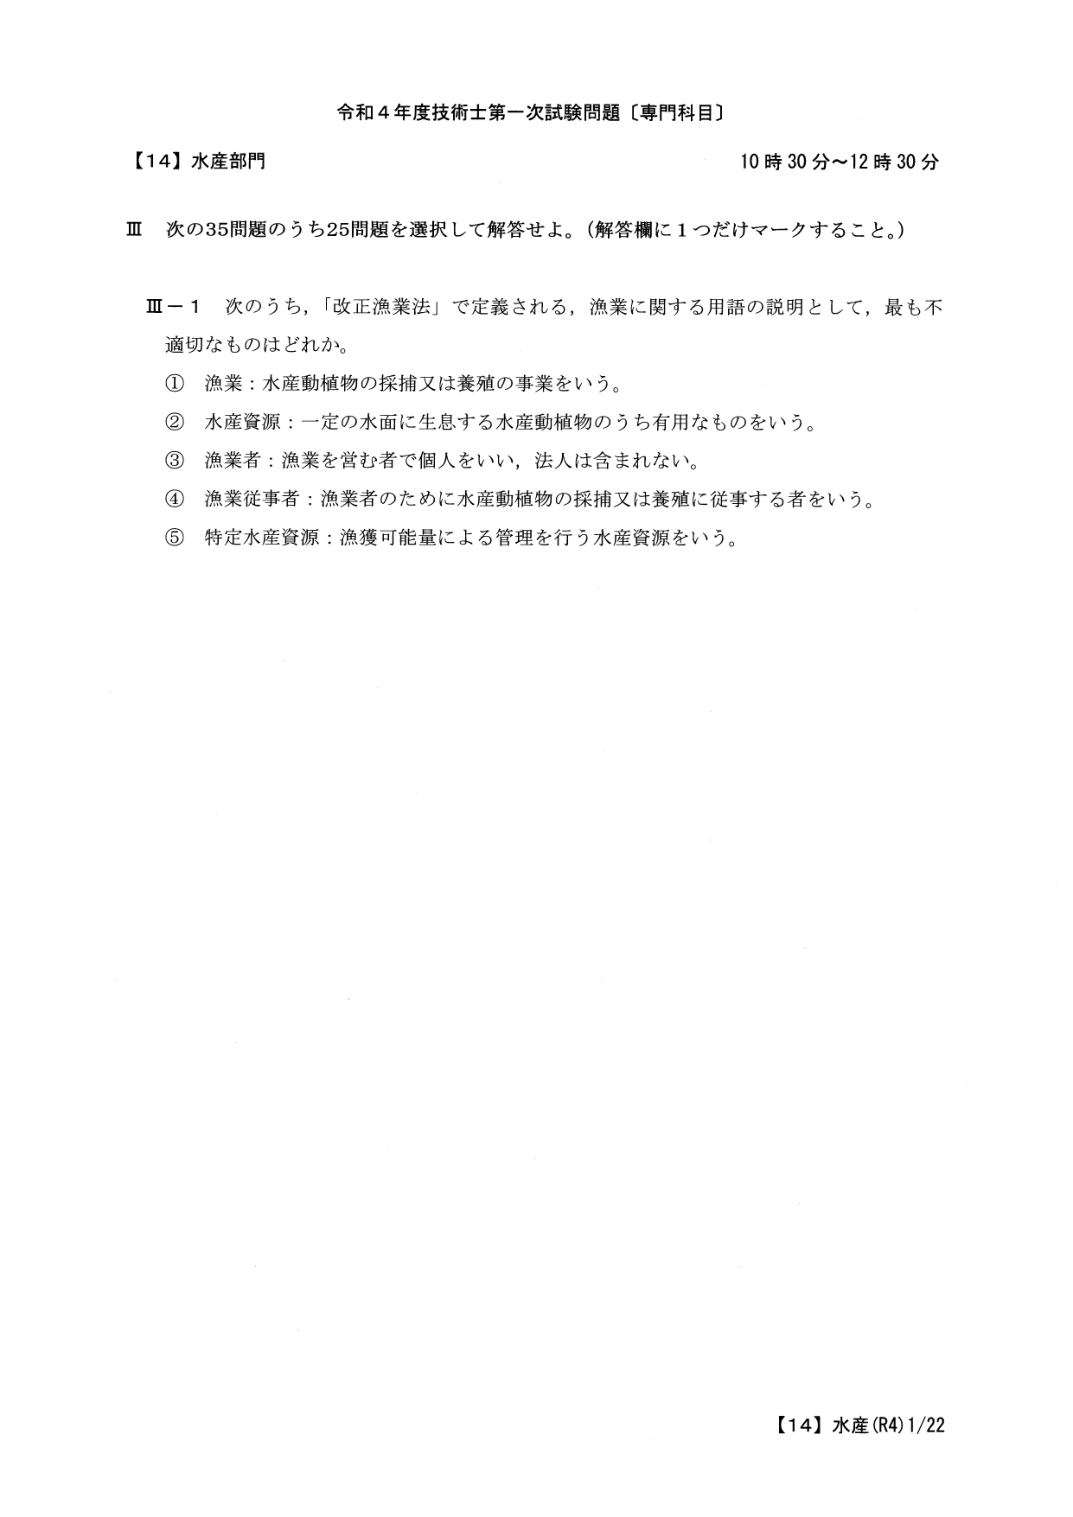 令和４年度技術士第一次試験問題〔専門科目〕
【14】水産部門　10時30分～12時30分
Ⅲ　次の35問題のうち25問題を選択して解答せよ。（解答欄に１つだけマークすること。）
Ⅲ－１　次のうち，「改正漁業法」で定義される，漁業に関する用語の説明として，最も不
適切なものはどれか。
①　漁業：水産動植物の採捕又は養殖の事業をいう。
②　水産資源：一定の水面に生息する水産動植物のうち有用なものをいう。
③　漁業者：漁業を営む者で個人をいい，法人は含まれない。
④　漁業従事者：漁業者のために水産動植物の採捕又は養殖に従事する者をいう。
⑤　特定水産資源：漁獲可能量による管理を行う水産資源をいう。
【14】水産(R4)1/22